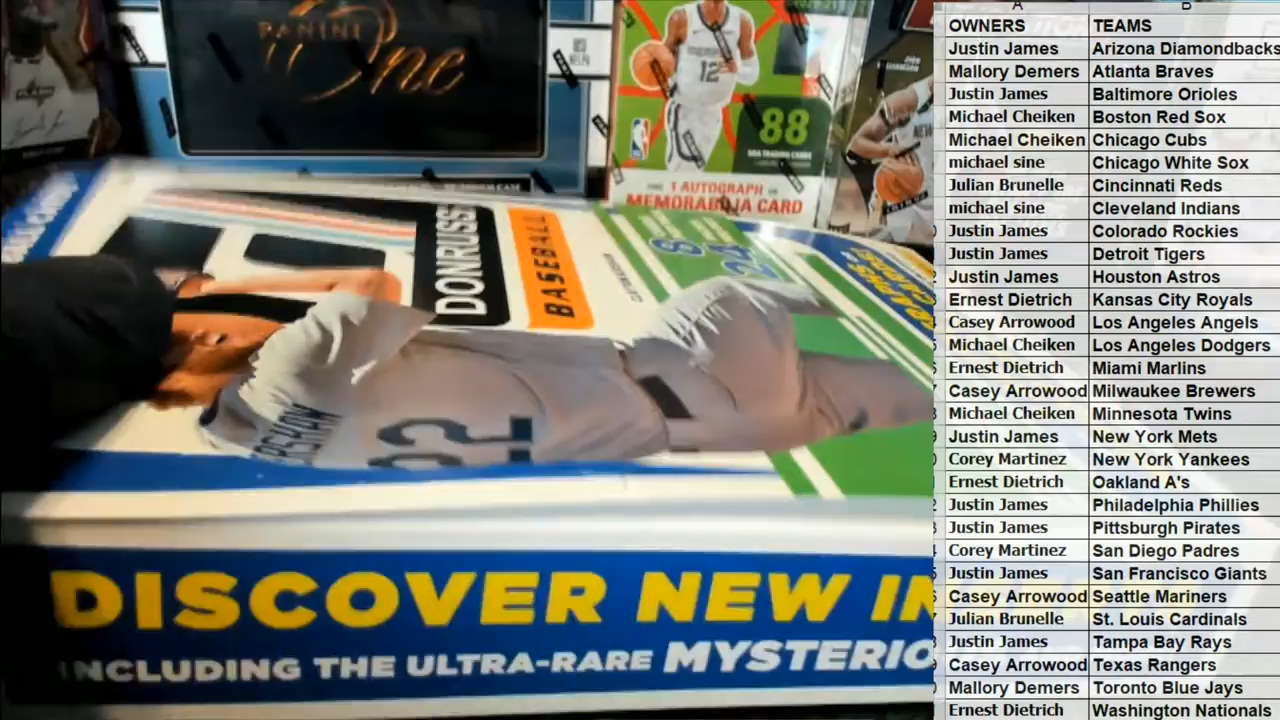 PANINI
One
12
88
NBA TRADING CARDS
1 AUTOGRAPH OR
MEMORABILIA CARD
DONRUSS
BASEBALL
8
24
22
DISCOVER NEW IN
INCLUDING THE ULTRA-RARE MYSTERIO
A B
OWNERS TEAMS
Justin James Arizona Diamondbacks
Mallory Demers Atlanta Braves
Justin James Baltimore Orioles
Michael Cheiken Boston Red Sox
Michael Cheiken Chicago Cubs
michael sine Chicago White Sox
Julian Brunelle Cincinnati Reds
michael sine Cleveland Indians
Justin James Colorado Rockies
Justin James Detroit Tigers
Justin James Houston Astros
Ernest Dietrich Kansas City Royals
Casey Arrowood Los Angeles Angels
Michael Cheiken Los Angeles Dodgers
Ernest Dietrich Miami Marlins
Casey Arrowood Milwaukee Brewers
Michael Cheiken Minnesota Twins
Justin James New York Mets
Corey Martinez New York Yankees
Ernest Dietrich Oakland A's
Justin James Philadelphia Phillies
Justin James Pittsburgh Pirates
Corey Martinez San Diego Padres
Justin James San Francisco Giants
Casey Arrowood Seattle Mariners
Julian Brunelle St. Louis Cardinals
Justin James Tampa Bay Rays
Casey Arrowood Texas Rangers
Mallory Demers Toronto Blue Jays
Ernest Dietrich Washington Nationals